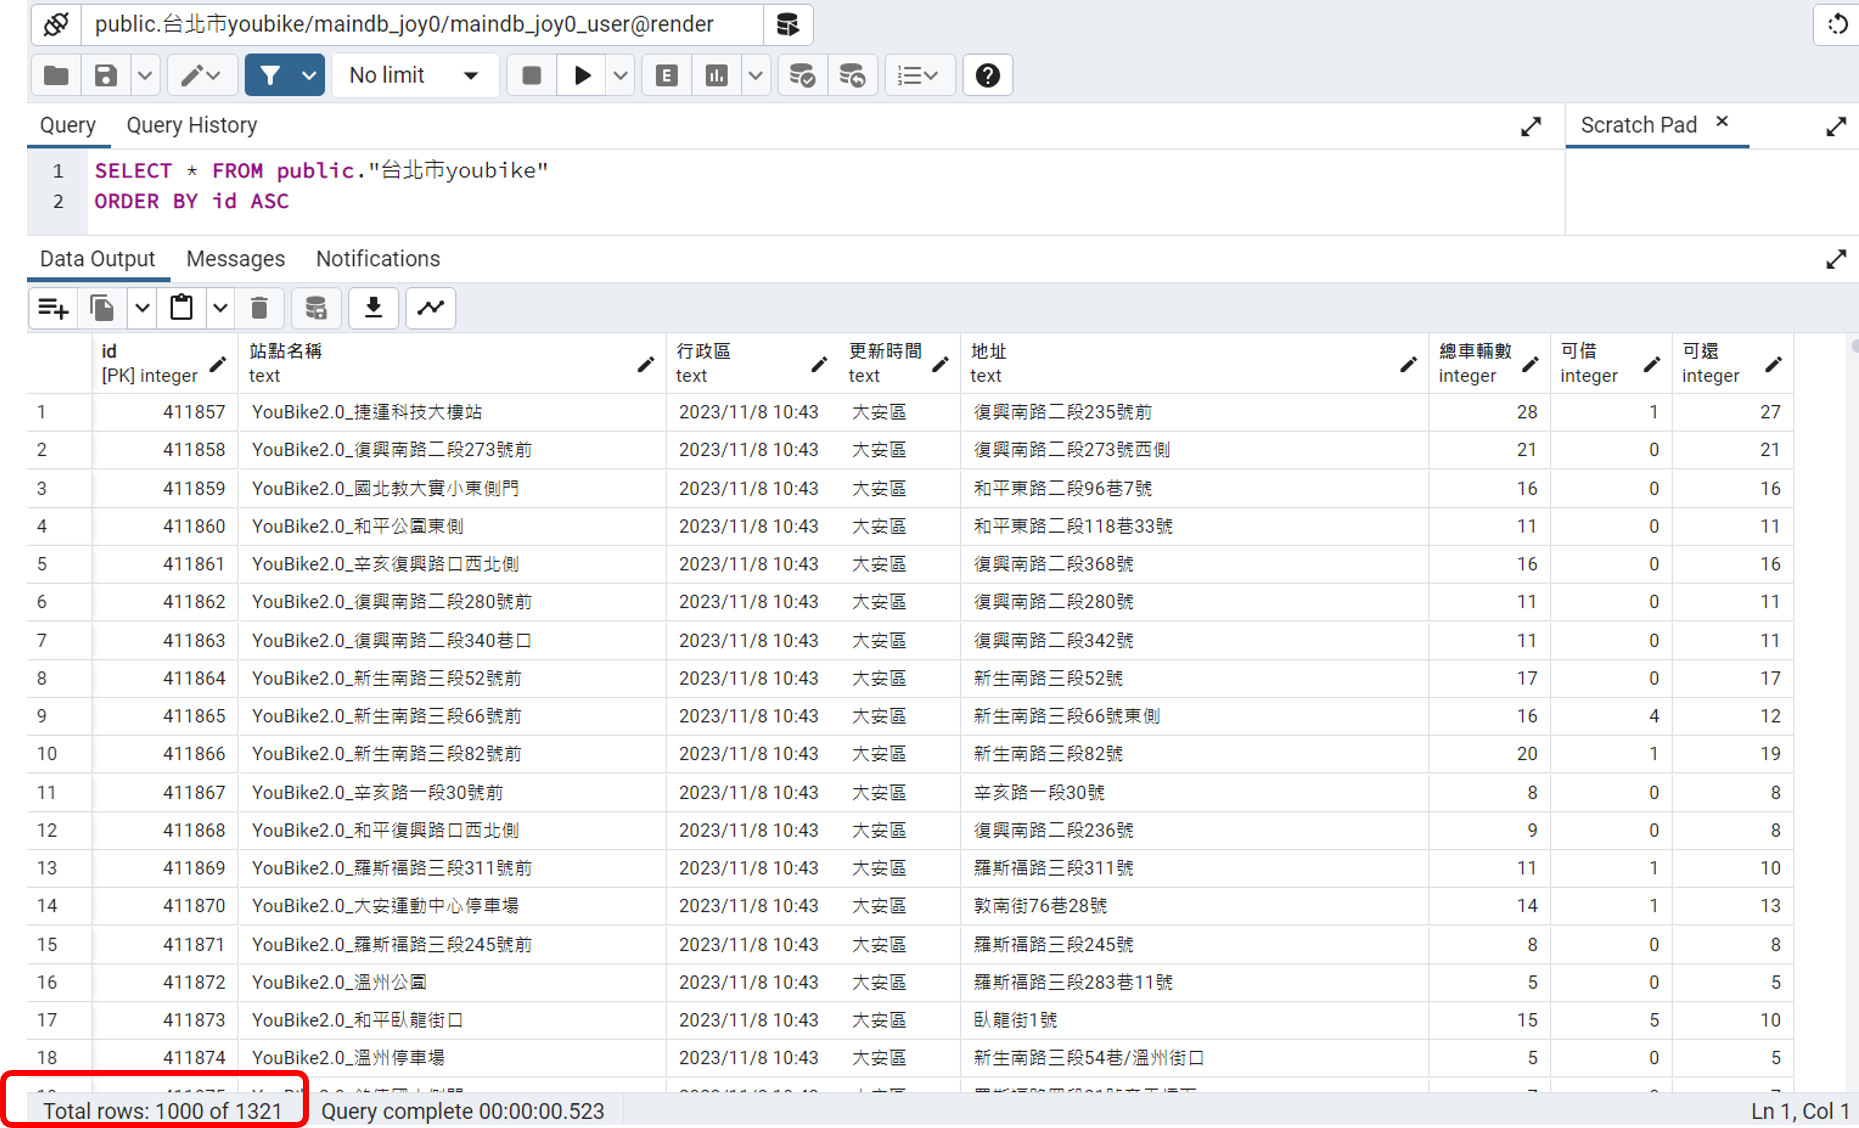 public.台北市youbike/maindb_joy0/maindb_joy0_user@render
No limit
E
Query Query History Scratch Pad
1 SELECT * FROM public."台北市youbike"
2 ORDER BY id ASC
Data Output Messages Notifications
id 站點名稱 行政區 更新時間 地址 總車輛數 可借 可還
[PK] integer text text text text integer integer integer
1 411857 YouBike2.0_捷運科技大樓站 2023/11/8 10:43 大安區 復興南路二段235號前 28 1 27
2 411858 YouBike2.0_復興南路二段273號前 2023/11/8 10:43 大安區 復興南路二段273號西側 21 0 21
3 411859 YouBike2.0_國北教大實小東側門 2023/11/8 10:43 大安區 和平東路二段96巷7號 16 0 16
4 411860 YouBike2.0_和平公園東側 2023/11/8 10:43 大安區 和平東路二段118巷33號 11 0 11
5 411861 YouBike2.0_辛亥復興路口西北側 2023/11/8 10:43 大安區 復興南路二段368號 16 0 16
6 411862 YouBike2.0_復興南路二段280號前 2023/11/8 10:43 大安區 復興南路二段280號 11 0 11
7 411863 YouBike2.0_復興南路二段340巷口 2023/11/8 10:43 大安區 復興南路二段342號 11 0 11
8 411864 YouBike2.0_新生南路三段52號前 2023/11/8 10:43 大安區 新生南路三段52號 17 0 17
9 411865 YouBike2.0_新生南路三段66號前 2023/11/8 10:43 大安區 新生南路三段66號東側 16 4 12
10 411866 YouBike2.0_新生南路三段82號前 2023/11/8 10:43 大安區 新生南路三段82號 20 1 19
11 411867 YouBike2.0_辛亥路一段30號前 2023/11/8 10:43 大安區 辛亥路一段30號 8 0 8
12 411868 YouBike2.0_和平復興路口西北側 2023/11/8 10:43 大安區 復興南路二段236號 9 0 8
13 411869 YouBike2.0_羅斯福路三段311號前 2023/11/8 10:43 大安區 羅斯福路三段311號 11 1 10
14 411870 YouBike2.0_大安運動中心停車場 2023/11/8 10:43 大安區 敦南街76巷28號 14 1 13
15 411871 YouBike2.0_羅斯福路三段245號前 2023/11/8 10:43 大安區 羅斯福路三段245號 8 0 8
16 411872 YouBike2.0_溫州公園 2023/11/8 10:43 大安區 羅斯福路三段283巷11號 5 0 5
17 411873 YouBike2.0_和平臥龍街口 2023/11/8 10:43 大安區 臥龍街1號 15 5 10
18 411874 YouBike2.0_溫州停車場 2023/11/8 10:43 大安區 新生南路三段54巷/溫州街口 5 0 5
Total rows: 1000 of 1321 Query complete 00:00:00.523 Ln 1, Col 1